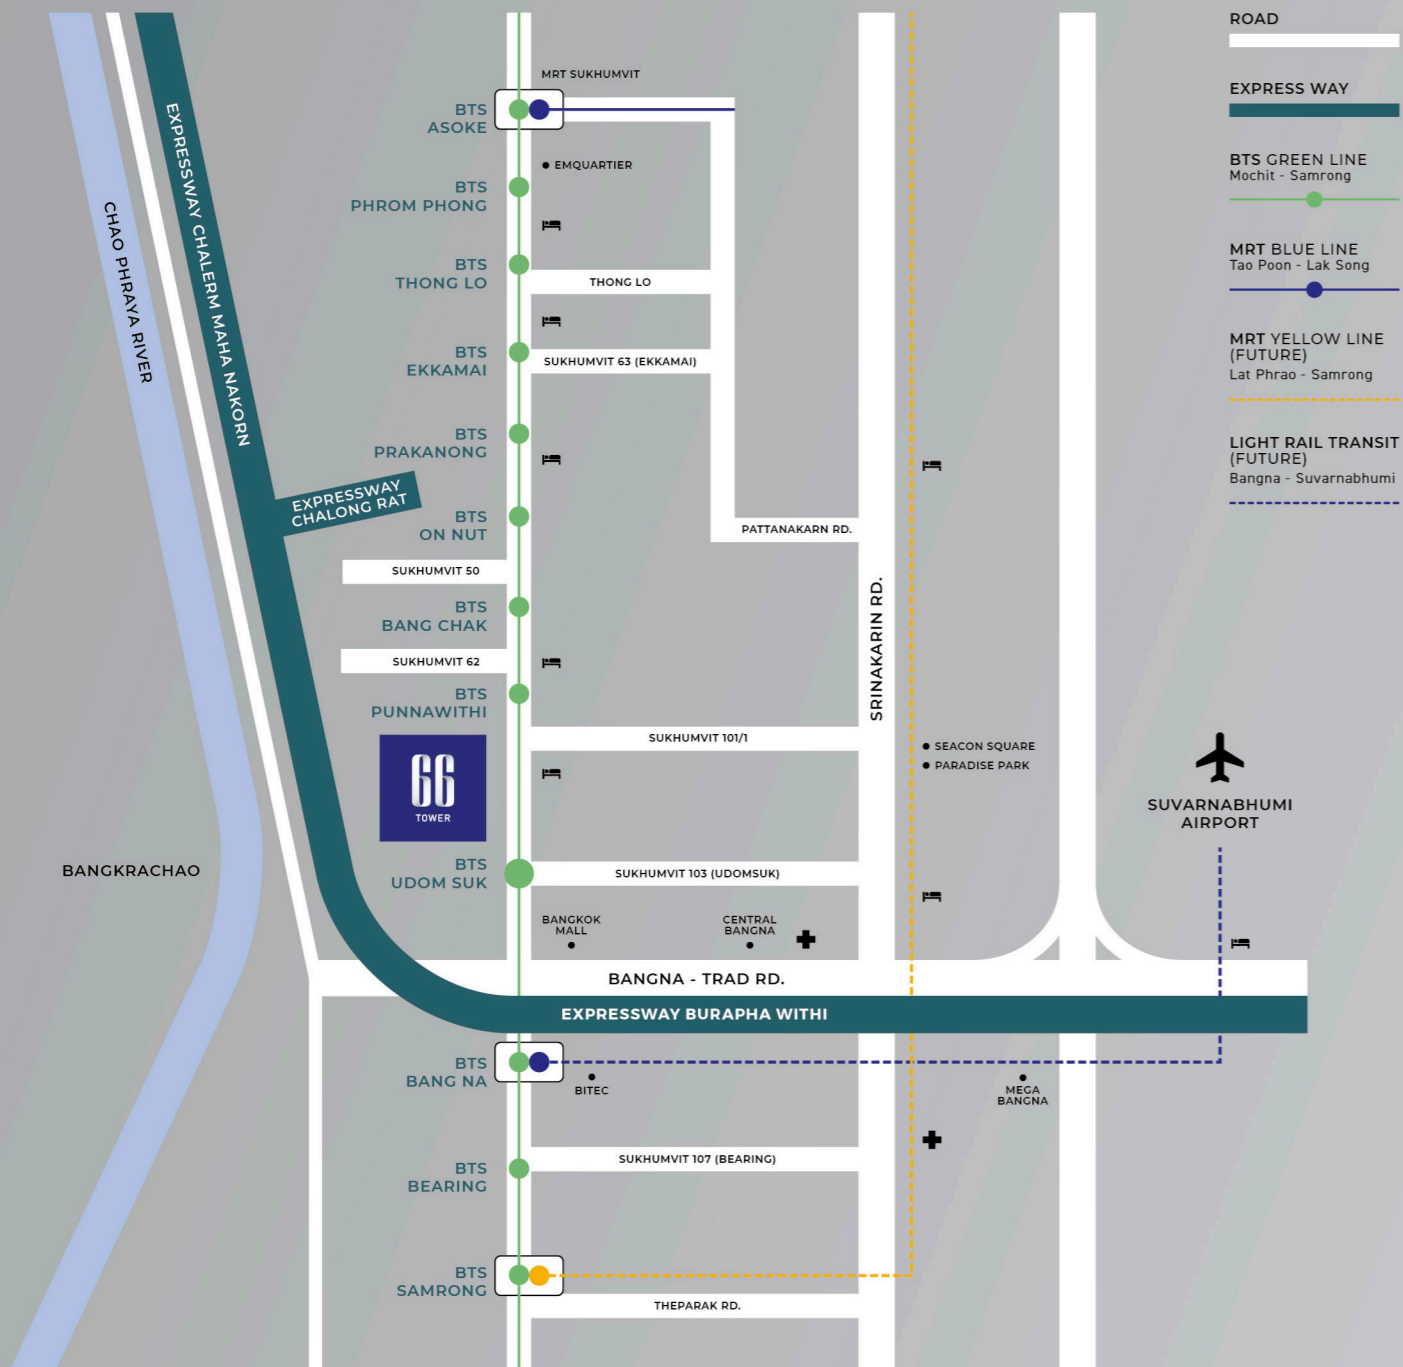 ROAD
EXPRESS WAY
BTS GREEN LINE
Mochit - Samrong
MRT BLUE LINE
Tao Poon - Lak Song
MRT YELLOW LINE
(FUTURE)
Lat Phrao - Samrong
LIGHT RAIL TRANSIT
(FUTURE)
Bangna - Suvarnabhumi
MRT SUKHUMVIT
BTS
ASOKE
EMQUARTIER
BTS
PHROM PHONG
EXPRESSWAY CHALERM MAHA NAKORN
CHAO PHRAYA RIVER
BTS
THONG LO
THONG LO
BTS
EKKAMAI
SUKHUMVIT 63 (EKKAMAI)
BTS
PRAKANONG
EXPRESSWAY
CHALONG RAT
BTS
ON NUT
PATTANAKARN RD.
SUKHUMVIT 50
BTS
BANG CHAK
SRINAKARIN RD.
SUKHUMVIT 62
BTS
PUNNAWITHI
SUKHUMVIT 101/1
66
TOWER
SEACON SQUARE
PARADISE PARK
SUVARNABHUMI
AIRPORT
BANGKRACHAO
BTS
UDOM SUK
SUKHUMVIT 103 (UDOMSUK)
BANGKOK
MALL
CENTRAL
BANGNA
BANGNA - TRAD RD.
EXPRESSWAY BURAPHA WITHI
BTS
BANG NA
BITEC
MEGA
BANGNA
SUKHUMVIT 107 (BEARING)
BTS
BEARING
BTS
SAMRONG
THEPARAK RD.